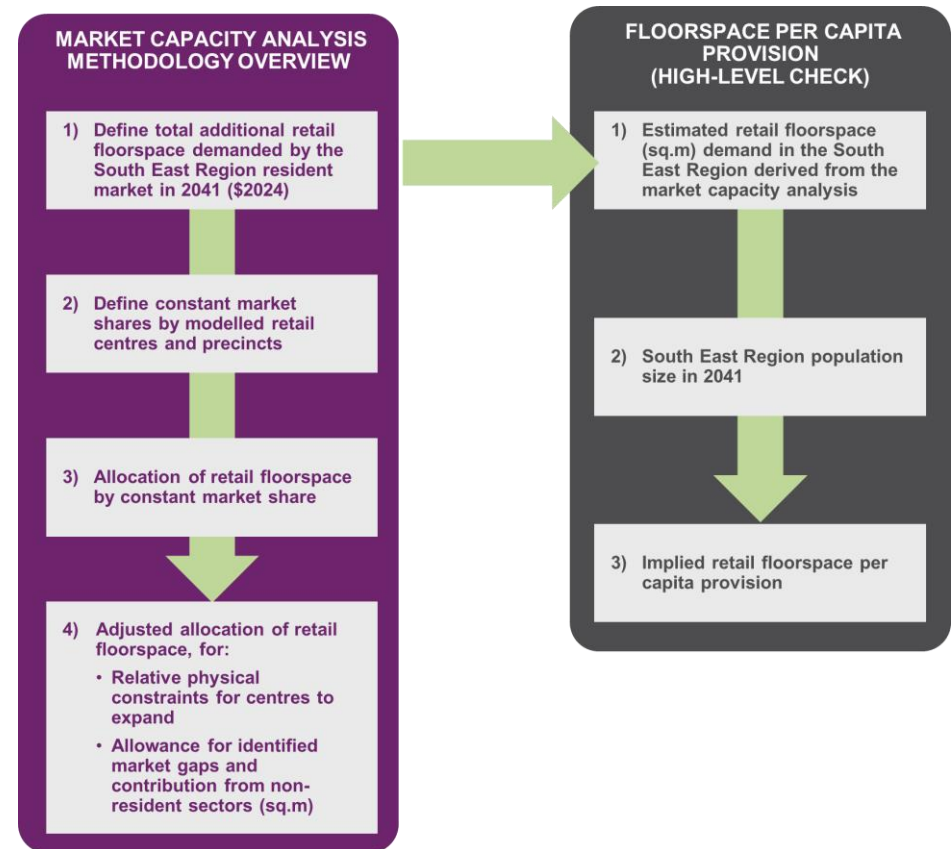 MARKET CAPACITY ANALYSIS
METHODOLOGY OVERVIEW
1) Define total additional retail
floorspace demanded by the
South East Region resident
market in 2041 ($2024)
2) Define constant market
shares by modelled retail
centres and precincts
3) Allocation of retail floorspace
by constant market share
4) Adjusted allocation of retail
floorspace, for:
• Relative physical
constraints for centres to
expand
• Allowance for identified
market gaps and
contribution from non-
resident sectors (sq.m)
FLOORSPACE PER CAPITA
PROVISION
(HIGH-LEVEL CHECK)
1) Estimated retail floorspace
(sq.m) demand in the South
East Region derived from the
market capacity analysis
2) South East Region population
size in 2041
3) Implied retail floorspace per
capita provision